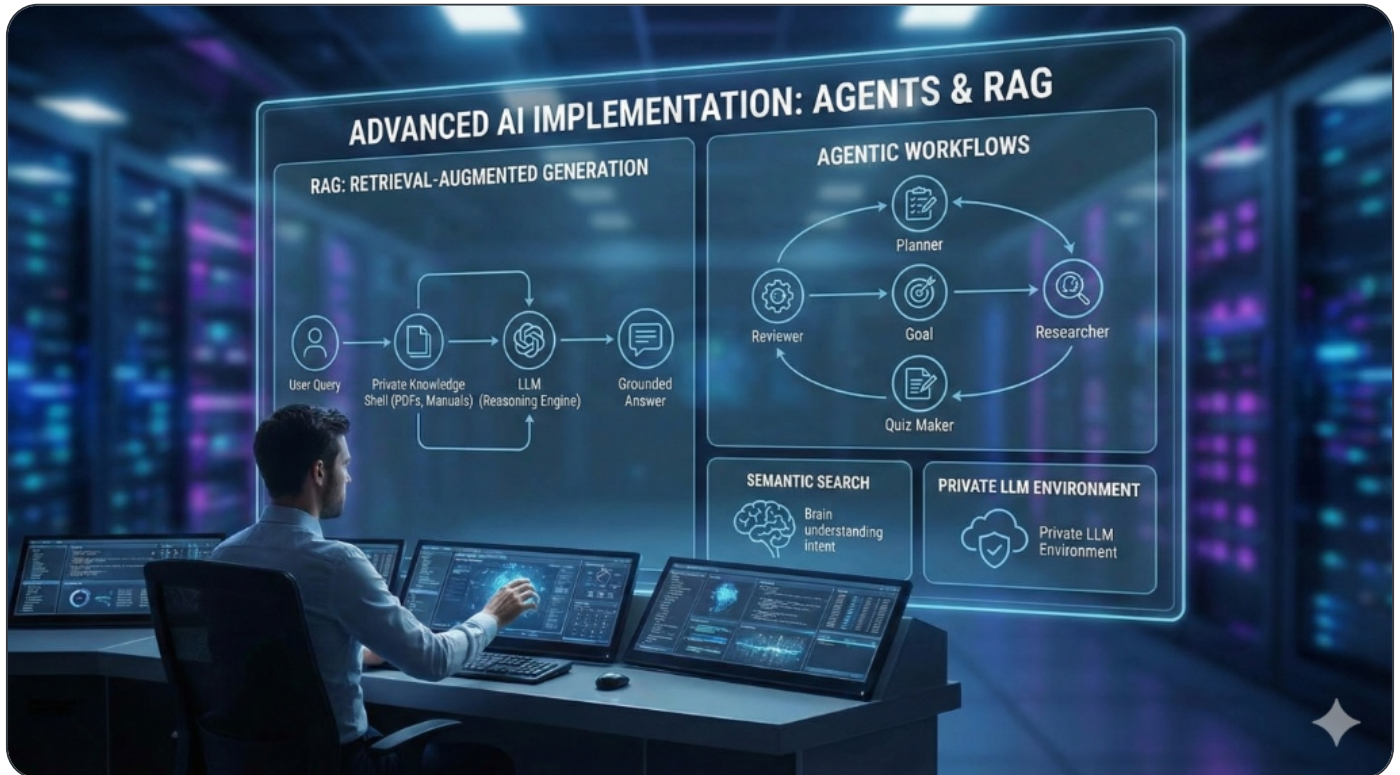 ADVANCED AI IMPLEMENTATION: AGENTS & RAG
RAG: RETRIEVAL-AUGMENTED GENERATION
User Query
Private Knowledge
Shell (PDFs, Manuals)
LLM
(Reasoning Engine)
Grounded
Answer
AGENTIC WORKFLOWS
Planner
Reviewer
Goal
Researcher
Quiz Maker
SEMANTIC SEARCH
Brain
understanding
intent
PRIVATE LLM ENVIRONMENT
Private LLM
Environment